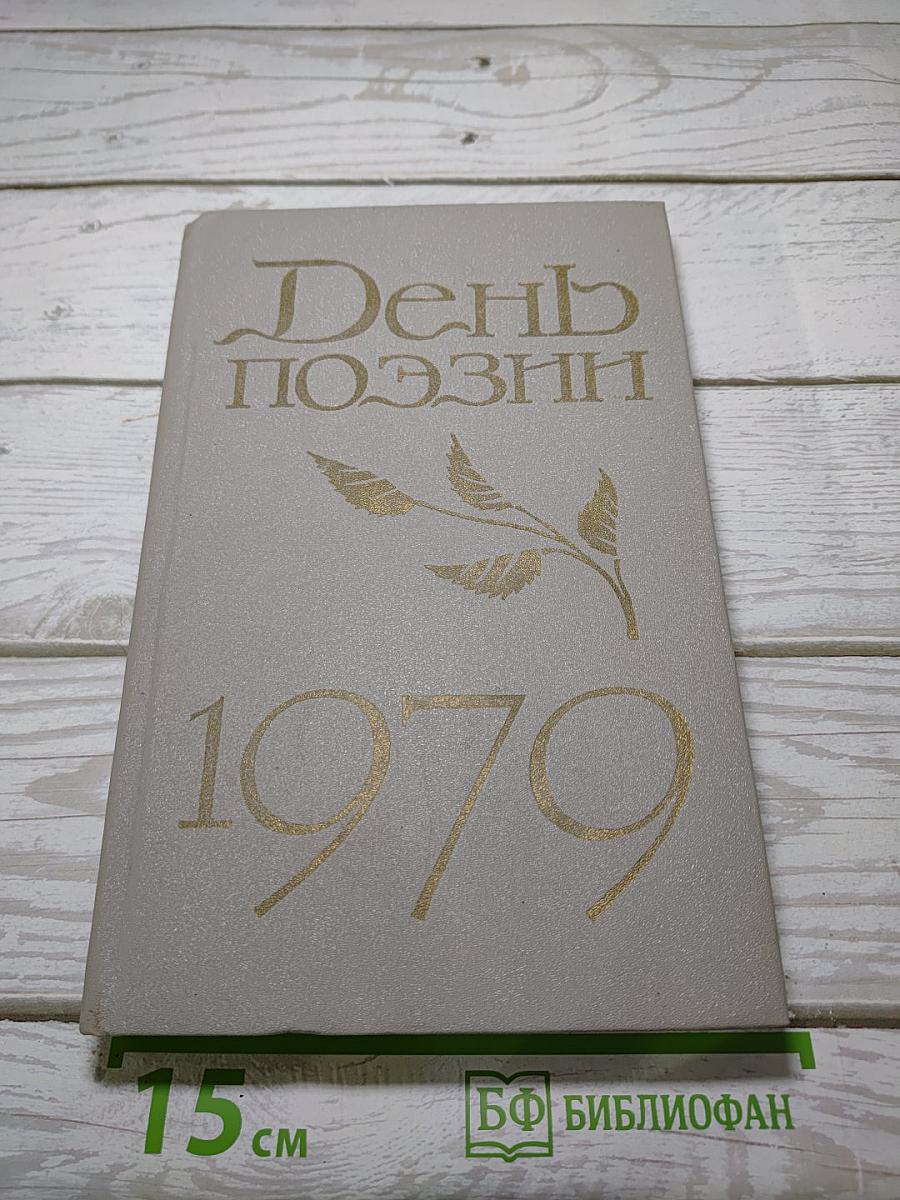 День
поэзии
1979
15 см
БФ БИБЛИОФАН